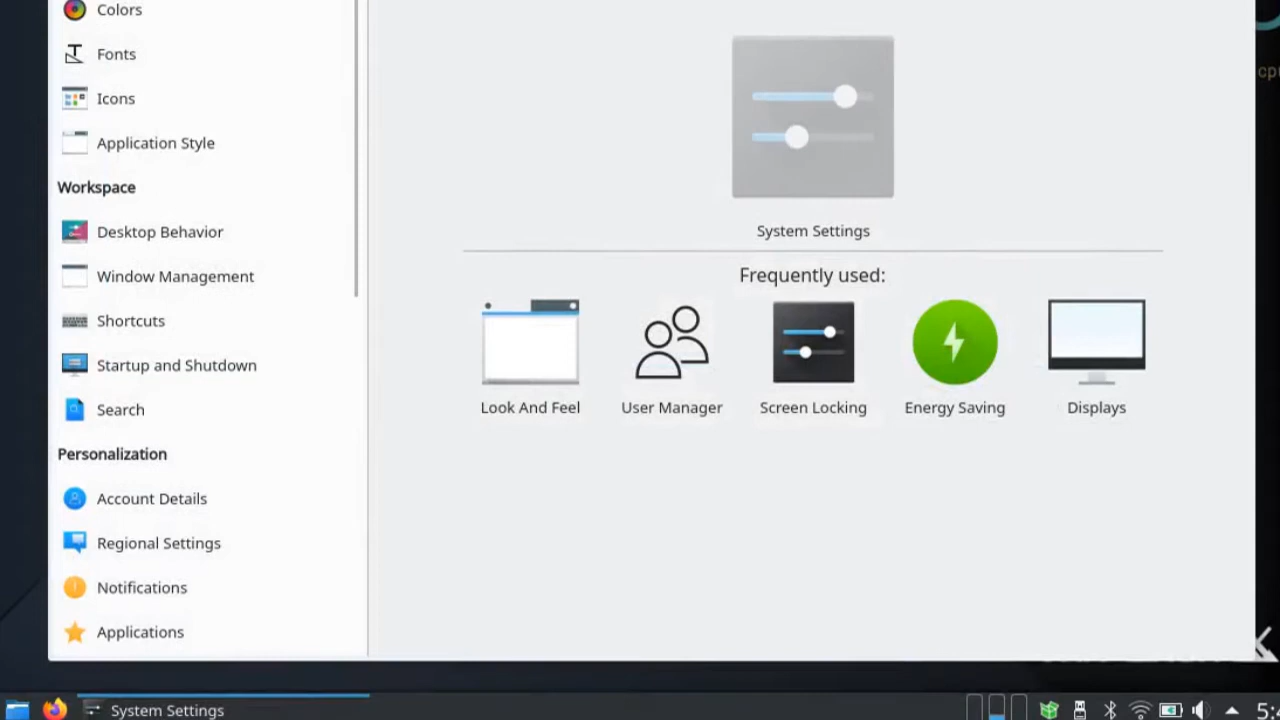 Colors
Fonts
Icons
Application Style
Workspace
Desktop Behavior
Window Management
Shortcuts
Startup and Shutdown
Search
Personalization
Account Details
Regional Settings
Notifications
Applications
System Settings
Frequently used:
Look And Feel
User Manager
Screen Locking
Energy Saving
Displays
System Settings